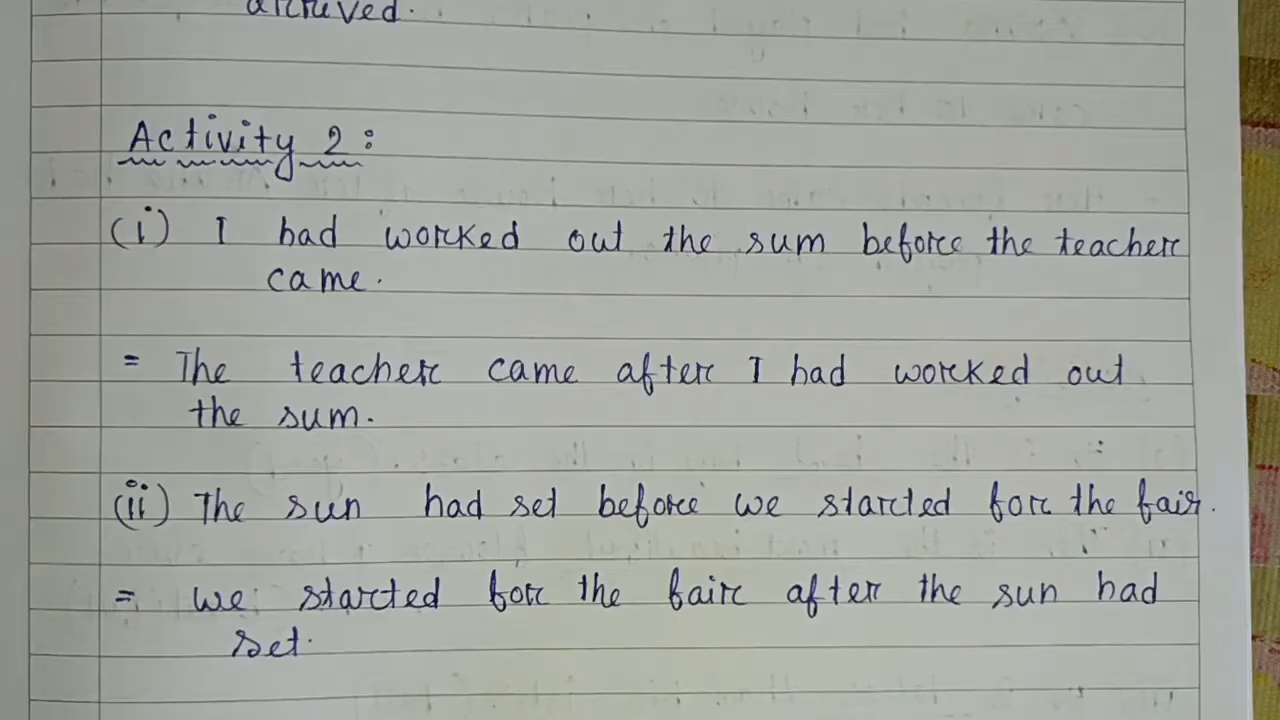 arrived.
Activity 2:
(i) I had worked out the sum before the teacher
came.
= The teacher came after I had worked out
the sum.
(ii) The sun had set before we started for the fair.
= we started for the fair after the sun had
set.